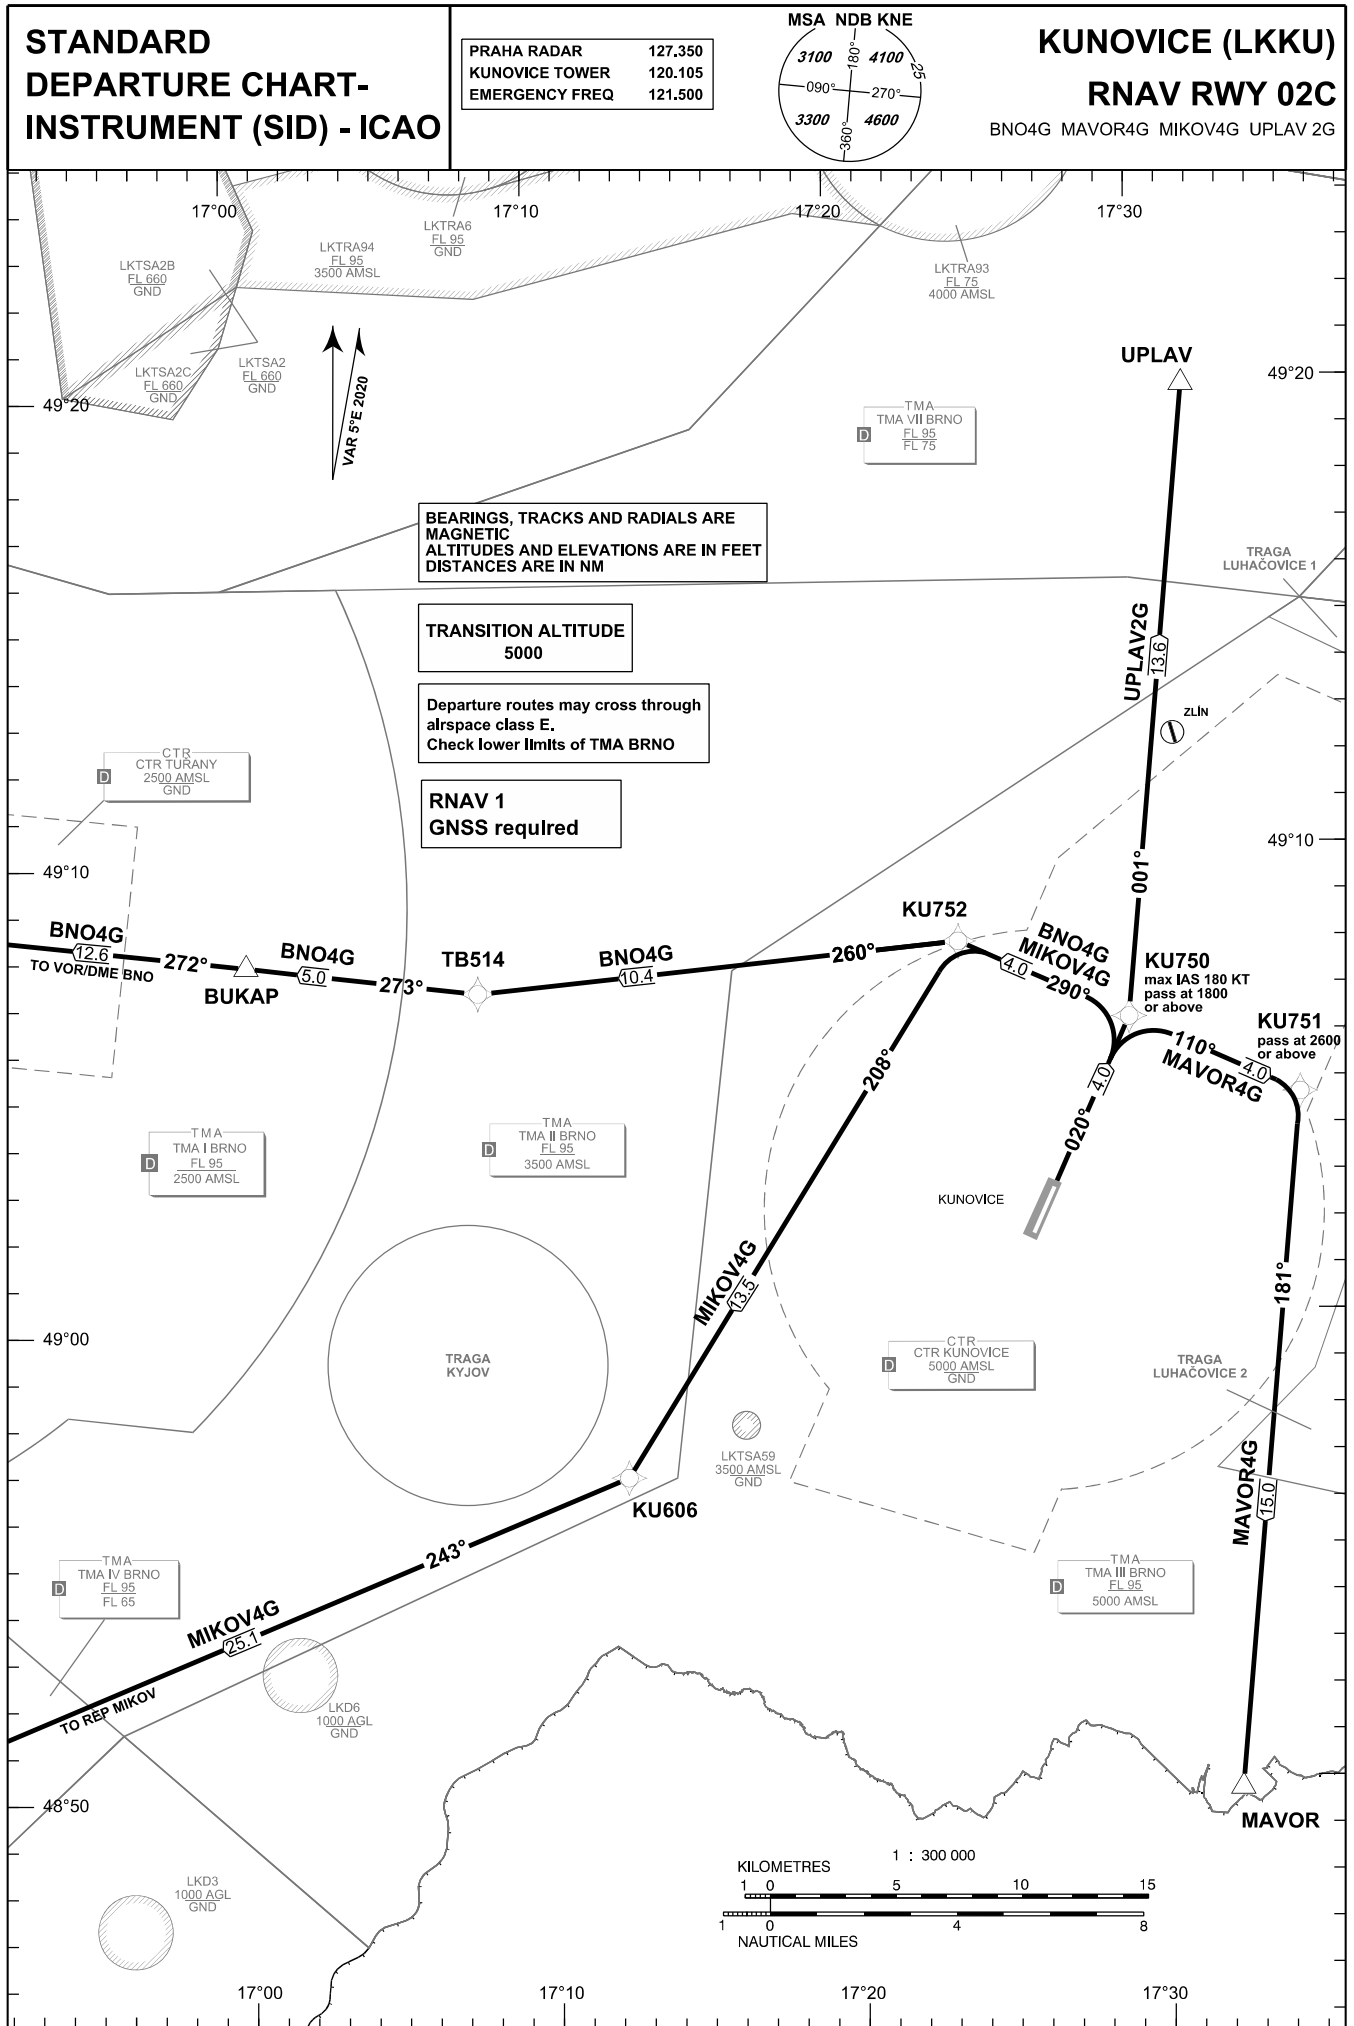 STANDARD
DEPARTURE CHART-
INSTRUMENT (SID) - ICAO
PRAHA RADAR 127.350
KUNOVICE TOWER 120.105
EMERGENCY FREQ 121.500
MSA NDB KNE
3100
4100
180°
25
090°
270°
3300
4600
360°
KUNOVICE (LKKU)
RNAV RWY 02C
BNO4G MAVOR4G MIKOV4G UPLAV 2G
17°00
17°10
17°20
17°30
LKTRA6
FL 95
GND
LKTRA94
FL 95
3500 AMSL
LKTSA2B
FL 660
GND
LKTRA93
FL 75
4000 AMSL
LKTSA2C
FL 660
GND
LKTSA2
FL 660
GND
VAR 5°E 2020
49°20
49°20
UPLAV
TMA
TMA VII BRNO
D
FL 95
FL 75
BEARINGS, TRACKS AND RADIALS ARE
MAGNETIC
ALTITUDES AND ELEVATIONS ARE IN FEET
DISTANCES ARE IN NM
TRAGA
LUHAČOVICE 1
TRANSITION ALTITUDE
5000
UPLAV2G
13.6
Departure routes may cross through
airspace class E.
Check lower limits of TMA BRNO
ZLÍN
CTR
CTR TUŘANY
D
2500 AMSL
GND
RNAV 1
GNSS required
49°10
49°10
001°
BNO4G
12.6
TO VOR/DME BNO
272°
BUKAP
BNO4G
5.0
273°
TB514
BNO4G
10.4
260°
KU752
BNO4G
MIKOV4G
4.0
290°
KU750
max IAS 180 KT
pass at 1800
or above
KU751
pass at 2600
or above
110°
4.0
MAVOR4G
208°
4.0
020°
TMA
TMA I BRNO
D
FL 95
2500 AMSL
TMA
TMA II BRNO
D
FL 95
3500 AMSL
KUNOVICE
MIKOV4G
13.5
181°
49°00
TRAGA
KYJOV
CTR
CTR KUNOVICE
D
5000 AMSL
GND
TRAGA
LUHAČOVICE 2
LKTSA59
3500 AMSL
GND
MAVOR4G
15.0
KU606
243°
MIKOV4G
25.1
TO REP MIKOV
TMA
TMA IV BRNO
D
FL 95
FL 65
TMA
TMA III BRNO
D
FL 95
5000 AMSL
LKD6
1000 AGL
GND
48°50
MAVOR
1 : 300 000
KILOMETRES
1 0 5 10 15
1 0 4 8
NAUTICAL MILES
LKD3
1000 AGL
GND
17°00
17°10
17°20
17°30